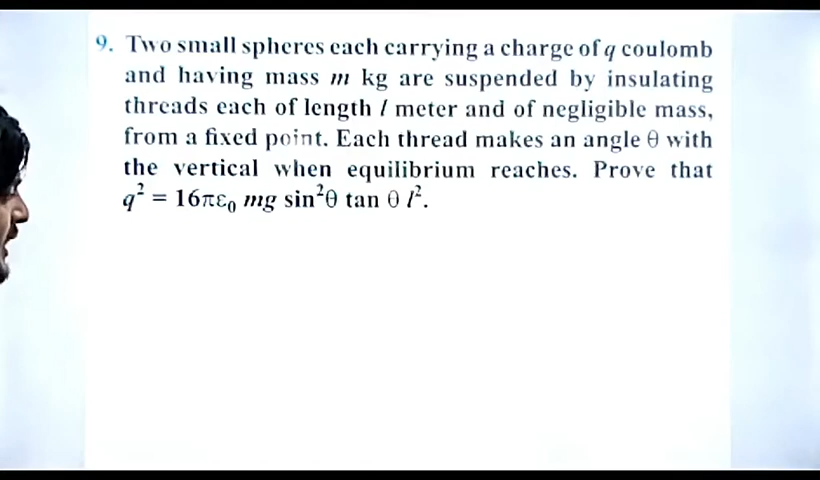 9. Two small spheres each carrying a charge of q coulomb
and having mass m kg are suspended by insulating
threads each of length l meter and of negligible mass,
from a fixed point. Each thread makes an angle θ with
the vertical when equilibrium reaches. Prove that
q² = 16πε₀ mg sin²θ tan θ l².